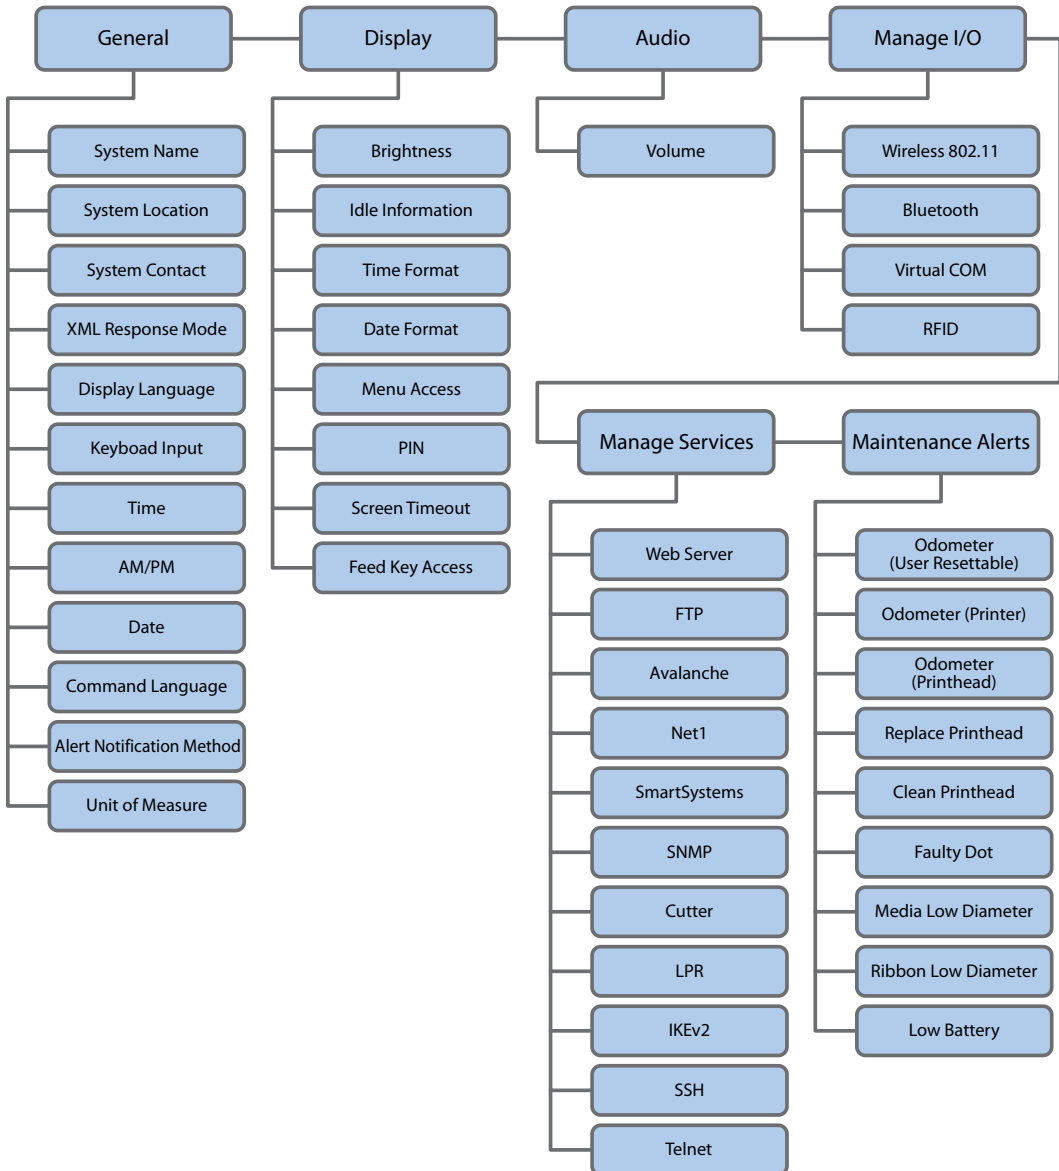 General
System Name
System Location
System Contact
XML Response Mode
Display Language
Keyboad Input
Time
AM/PM
Date
Command Language
Alert Notification Method
Unit of Measure
Display
Brightness
Idle Information
Time Format
Date Format
Menu Access
PIN
Screen Timeout
Feed Key Access
Audio
Volume
Manage I/O
Wireless 802.11
Bluetooth
Virtual COM
RFID
Manage Services
Web Server
FTP
Avalanche
Net1
SmartSystems
SNMP
Cutter
LPR
IKEv2
SSH
Telnet
Maintenance Alerts
Odometer
(User Resettable)
Odometer (Printer)
Odometer
(Printhead)
Replace Printhead
Clean Printhead
Faulty Dot
Media Low Diameter
Ribbon Low Diameter
Low Battery